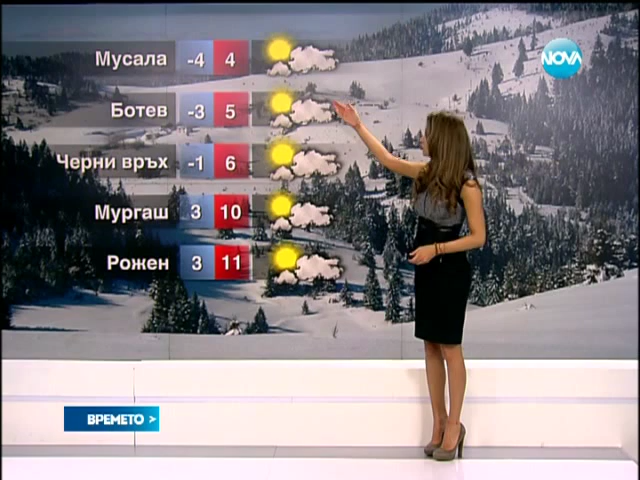 Мусала -4 4
Ботев -3 5
Черни връх -1 6
Мургаш 3 10
Рожен 3 11
NOVA
ВРЕМЕТО >